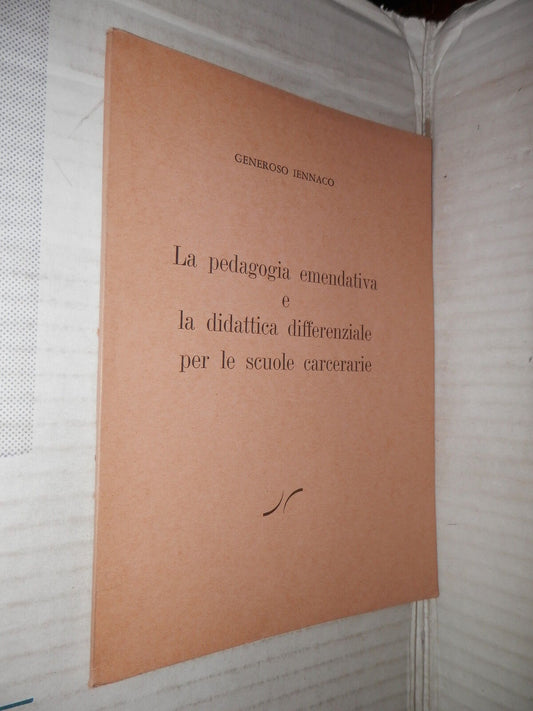 GENEROSO IENNACO
La pedagogia emendativa
e
la didattica differenziale
per le scuole carcerarie